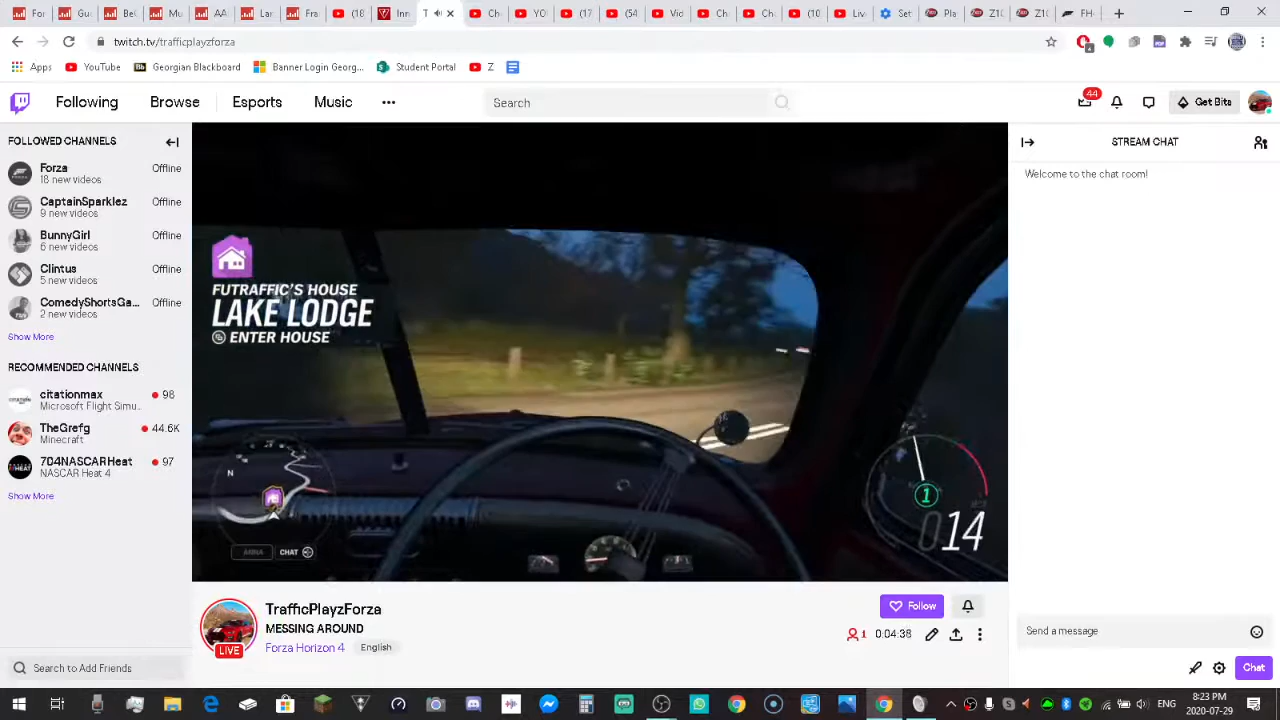 twitch.tv/trafficplayzforza
Apps YouTube Georgian Blackboard Banner Login Georg... Student Portal Z
Following Browse Esports Music Search 44 Get Bits
FOLLOWED CHANNELS
Forza Offline
18 new videos
CaptainSparklez Offline
9 new videos
BunnyGirl Offline
6 new videos
Clintus Offline
5 new videos
ComedyShortsGa... Offline
2 new videos
Show More
RECOMMENDED CHANNELS
citationmax 98
Microsoft Flight Simu...
TheGrefg 44.6K
Minecraft
704NASCARHeat 97
NASCAR Heat 4
Show More
Search to Add Friends
FUTRAFFIC'S HOUSE
LAKE LODGE
ENTER HOUSE
N
ANNA CHAT
1
014
TrafficPlayzForza
MESSING AROUND
Forza Horizon 4 English
LIVE
Follow
1 0:04:38
STREAM CHAT
Welcome to the chat room!
Send a message
Chat
ENG
8:23 PM
2020-07-29